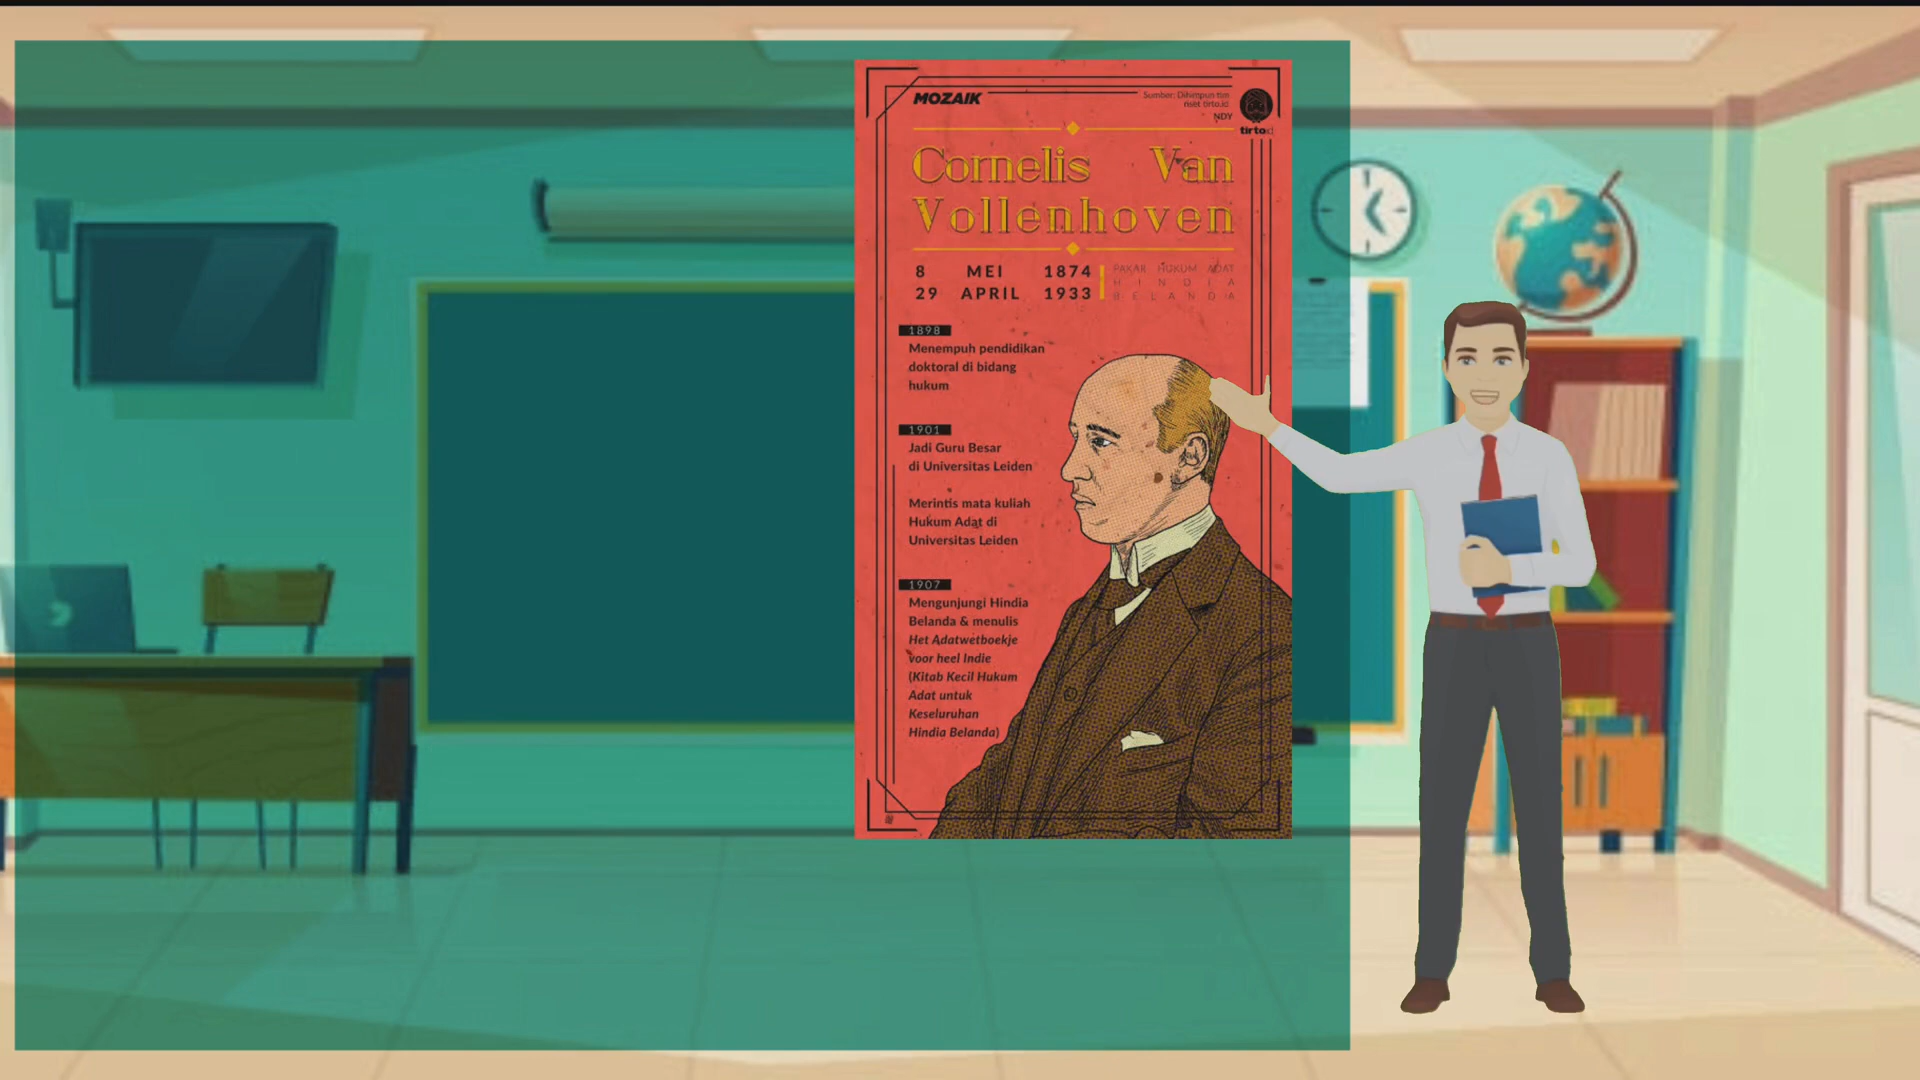 MOZAIK
Sumber: Dihimpun tim
riset tirto.id
NDY
tirto.id
Cornelis Van
Vollenhoven
8 MEI 1874
29 APRIL 1933
PAKAR HUKUM ADAT
HINDIA
BELANDA
1898
Menempuh pendidikan
doktoral di bidang
hukum
1901
Jadi Guru Besar
di Universitas Leiden
Merintis mata kuliah
Hukum Adat di
Universitas Leiden
1907
Mengunjungi Hindia
Belanda & menulis
Het Adatwetboekje
voor heel Indie
(Kitab Kecil Hukum
Adat untuk
Keseluruhan
Hindia Belanda)